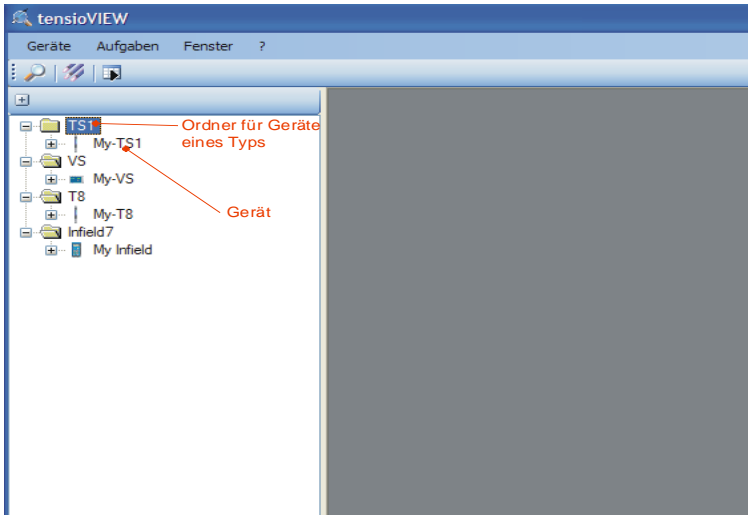 tensioVIEW
Geräte Aufgaben Fenster ?
TS1
Ordner für Geräte
eines Typs
My-TS1
VS
My-VS
T8
My-T8
Gerät
Infield7
My Infield